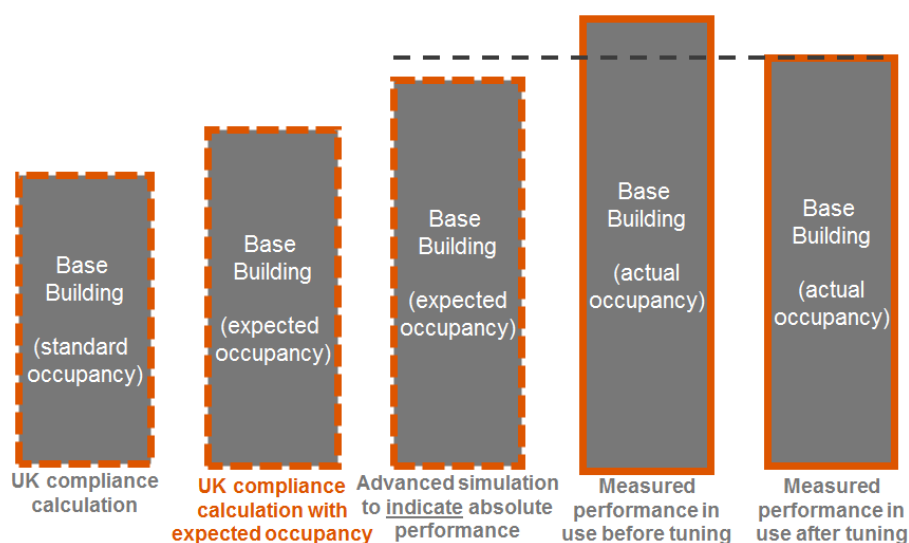 Base
Building
(standard
occupancy)
UK compliance
calculation
Base
Building
(expected
occupancy)
UK compliance
calculation with
expected occupancy
Base
Building
(expected
occupancy)
Advanced simulation
to indicate absolute
performance
Base
Building
(actual
occupancy)
Measured
performance in
use before tuning
Base
Building
(actual
occupancy)
Measured
performance in
use after tuning